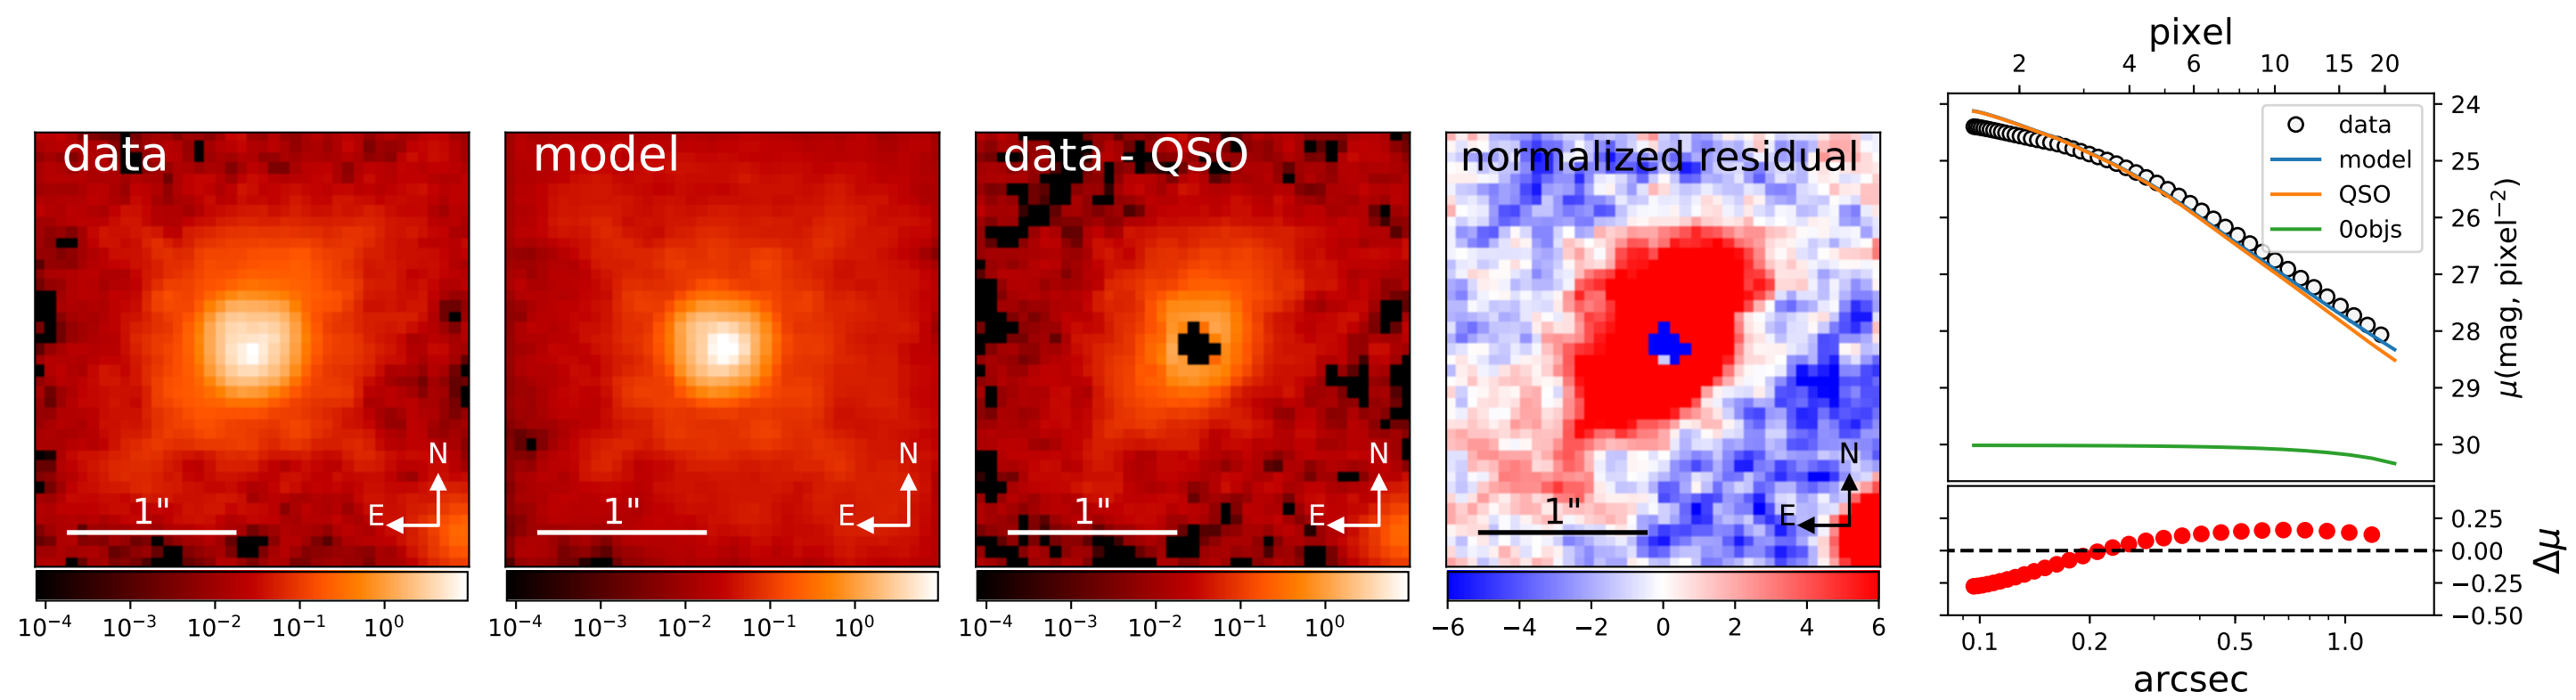 data
N
E
1"
10⁻⁴ 10⁻³ 10⁻² 10⁻¹ 10⁰
model
N
E
1"
10⁻⁴ 10⁻³ 10⁻² 10⁻¹ 10⁰
data - QSO
N
E
1"
10⁻⁴ 10⁻³ 10⁻² 10⁻¹ 10⁰
normalized residual
N
E
1"
−6 −4 −2 0 2 4 6
pixel
2 4 6 10 15 20
data
model
QSO
0objs
24
25
26
27
28
29
30
μ(mag, pixel⁻²)
0.25
0.00
−0.25
−0.50
Δμ
0.1 0.2 0.5 1.0
arcsec